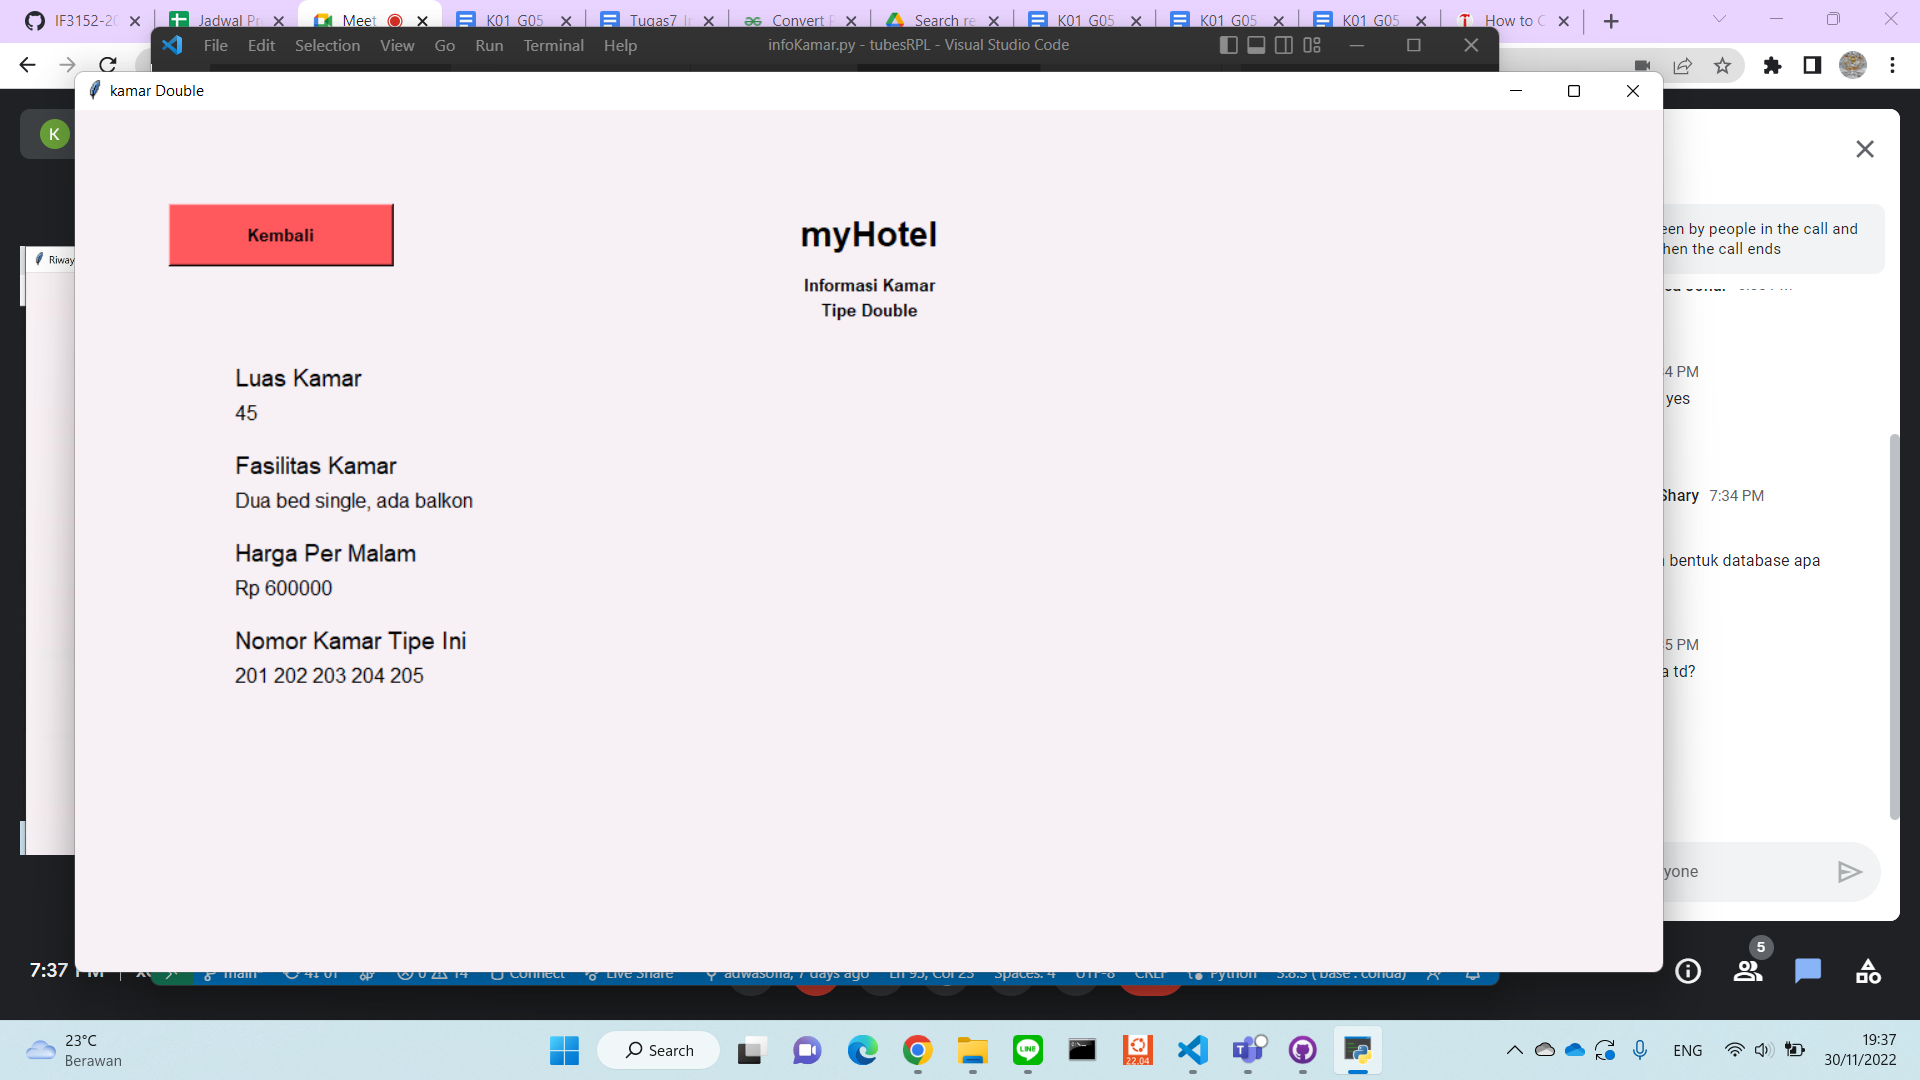 IF3152-20
Jadwal Pr
Meet
K01_G05
Tugas7_I
Convert P
Search re
K01_G05
K01_G05
K01_G05
How to C
File Edit Selection View Go Run Terminal Help
infoKamar.py - tubesRPL - Visual Studio Code
kamar Double
K
Riway
Kembali
myHotel
Informasi Kamar
Tipe Double
Luas Kamar
45
Fasilitas Kamar
Dua bed single, ada balkon
Harga Per Malam
Rp 600000
Nomor Kamar Tipe Ini
201 202 203 204 205
een by people in the call and
hen the call ends
4 PM
yes
Shary 7:34 PM
bentuk database apa
5 PM
a td?
yone
5
7:37 PM
main
Connect
Live Share
adwasofia, 7 days ago
Ln 95, Col 23
Spaces: 4
UTF-8
CRLF
Python
3.8.3 ('base': conda)
23°C
Berawan
Search
22.04
ENG
19:37
30/11/2022